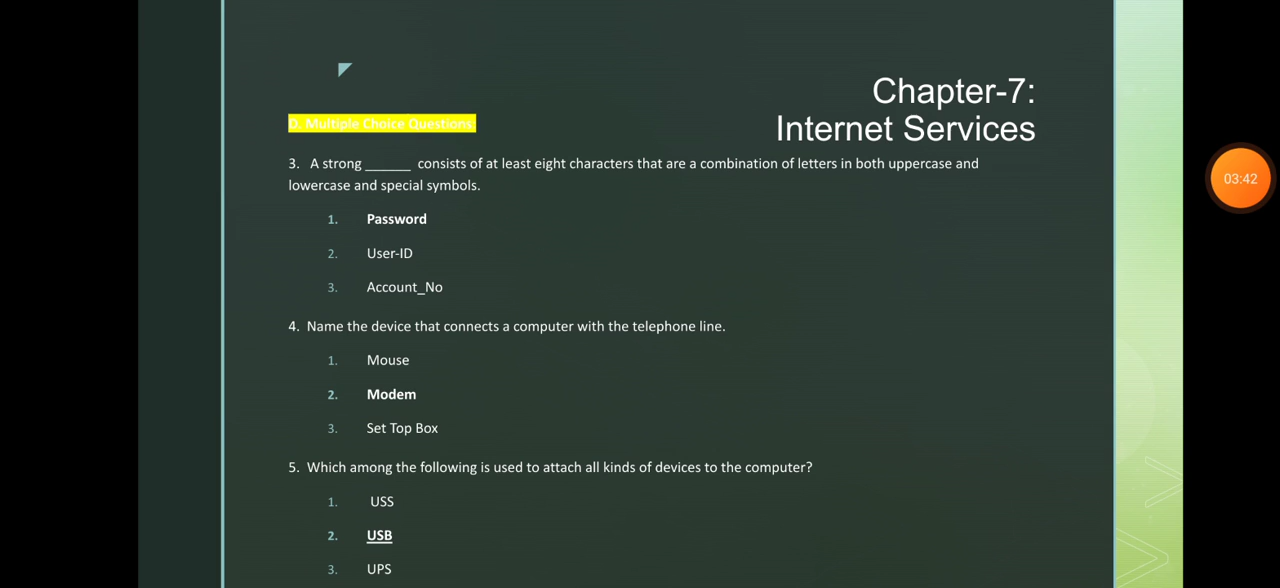 Chapter-7:
Internet Services
D. Multiple Choice Questions
3. A strong ______ consists of at least eight characters that are a combination of letters in both uppercase and
lowercase and special symbols.
1. Password
2. User-ID
3. Account_No
4. Name the device that connects a computer with the telephone line.
1. Mouse
2. Modem
3. Set Top Box
5. Which among the following is used to attach all kinds of devices to the computer?
1. USS
2. USB
3. UPS
03:42